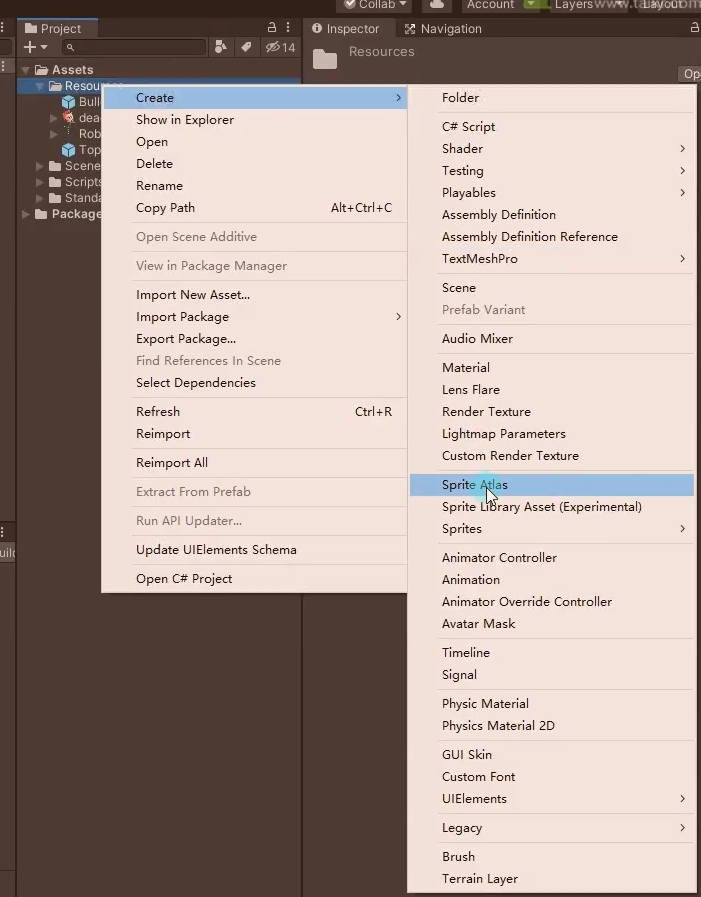 Collab
Account
Layers
Layout
Project
Inspector
Navigation
14
Resources
Op
Assets
Resour
Bull
dea
Rob
Top
Scene
Scripts
Standa
Package
Create
Show in Explorer
Open
Delete
Rename
Copy Path Alt+Ctrl+C
Open Scene Additive
View in Package Manager
Import New Asset...
Import Package
Export Package...
Find References In Scene
Select Dependencies
Refresh Ctrl+R
Reimport
Reimport All
Extract From Prefab
Run API Updater...
Update UIElements Schema
Open C# Project
Folder
C# Script
Shader
Testing
Playables
Assembly Definition
Assembly Definition Reference
TextMeshPro
Scene
Prefab Variant
Audio Mixer
Material
Lens Flare
Render Texture
Lightmap Parameters
Custom Render Texture
Sprite Atlas
Sprite Library Asset (Experimental)
Sprites
Animator Controller
Animation
Animator Override Controller
Avatar Mask
Timeline
Signal
Physic Material
Physics Material 2D
GUI Skin
Custom Font
UIElements
Legacy
Brush
Terrain Layer